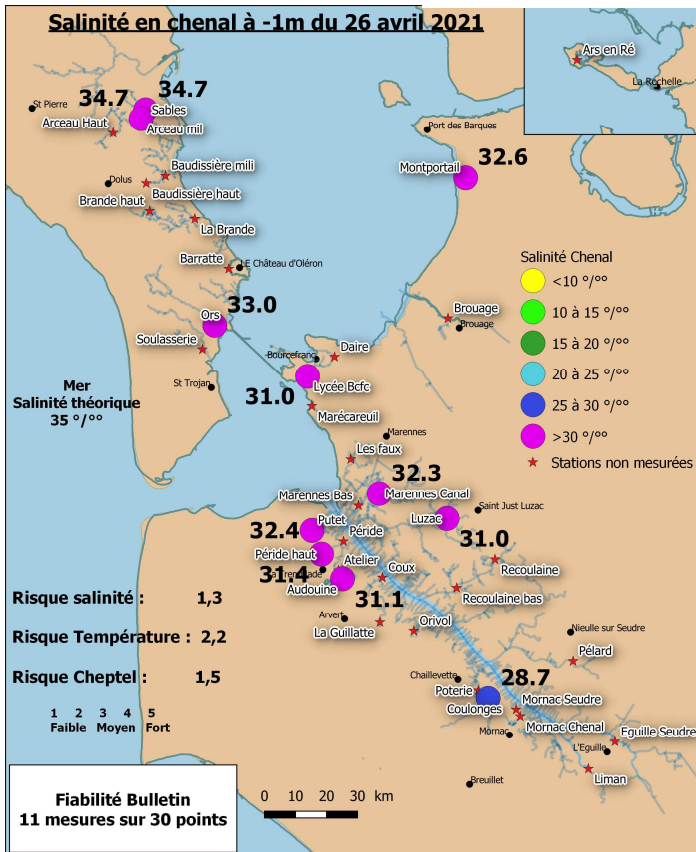 Salinité en chenal à -1m du 26 avril 2021
Ars en Ré
La Rochelle
34.7
34.7
St Pierre
Sables
Arceau Haut
Arceau mil
Port des Barques
32.6
Montportail
Baudissière mili
Dolus
Baudissière haut
Brande haut
La Brande
Barratte
LE Château d'Oléron
Salinité Chenal
<10 °/°°
10 à 15 °/°°
15 à 20 °/°°
20 à 25 °/°°
25 à 30 °/°°
>30 °/°°
Stations non mesurées
33.0
Ors
Brouage
Brouage
Soulasserie
Daire
Bourcefranc
Lycée Bcfc
St Trojan
Mer
Salinité théorique
35 °/°°
31.0
Marécareuil
Marennes
Les faux
32.3
Marennes Bas
Marennes Canal
Saint Just Luzac
Luzac
31.0
32.4
Putet
Péride
Péride haut
Atelier
Coux
Recoulaine
31.4
Audouine
31.1
Recoulaine bas
Arvert
La Guillatte
Orivol
Nieulle sur Seudre
Pélard
Risque salinité : 1,3
Risque Température : 2,2
Risque Cheptel : 1,5
1 2 3 4 5
Faible Moyen Fort
Chaillevette
28.7
Poterie
Coulonges
Mornac Seudre
Mornac Chenal
Mornac
Eguille Seudre
L'Eguille
Liman
Breuillet
Fiabilité Bulletin
11 mesures sur 30 points
0 10 20 30 km